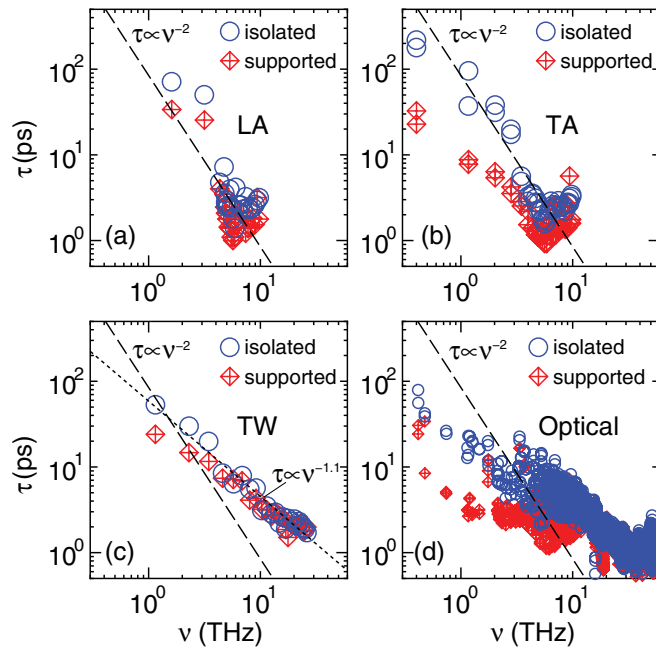 τ∝ν⁻²
isolated
supported
LA
(a)
τ (ps)
10²
10¹
10⁰
10⁰
10¹
τ∝ν⁻²
isolated
supported
TA
(b)
10²
10¹
10⁰
10⁰
10¹
τ∝ν⁻²
isolated
supported
TW
τ∝ν⁻¹·¹
(c)
τ (ps)
10²
10¹
10⁰
10⁰
10¹
ν (THz)
τ∝ν⁻²
isolated
supported
Optical
(d)
10²
10¹
10⁰
10⁰
10¹
ν (THz)